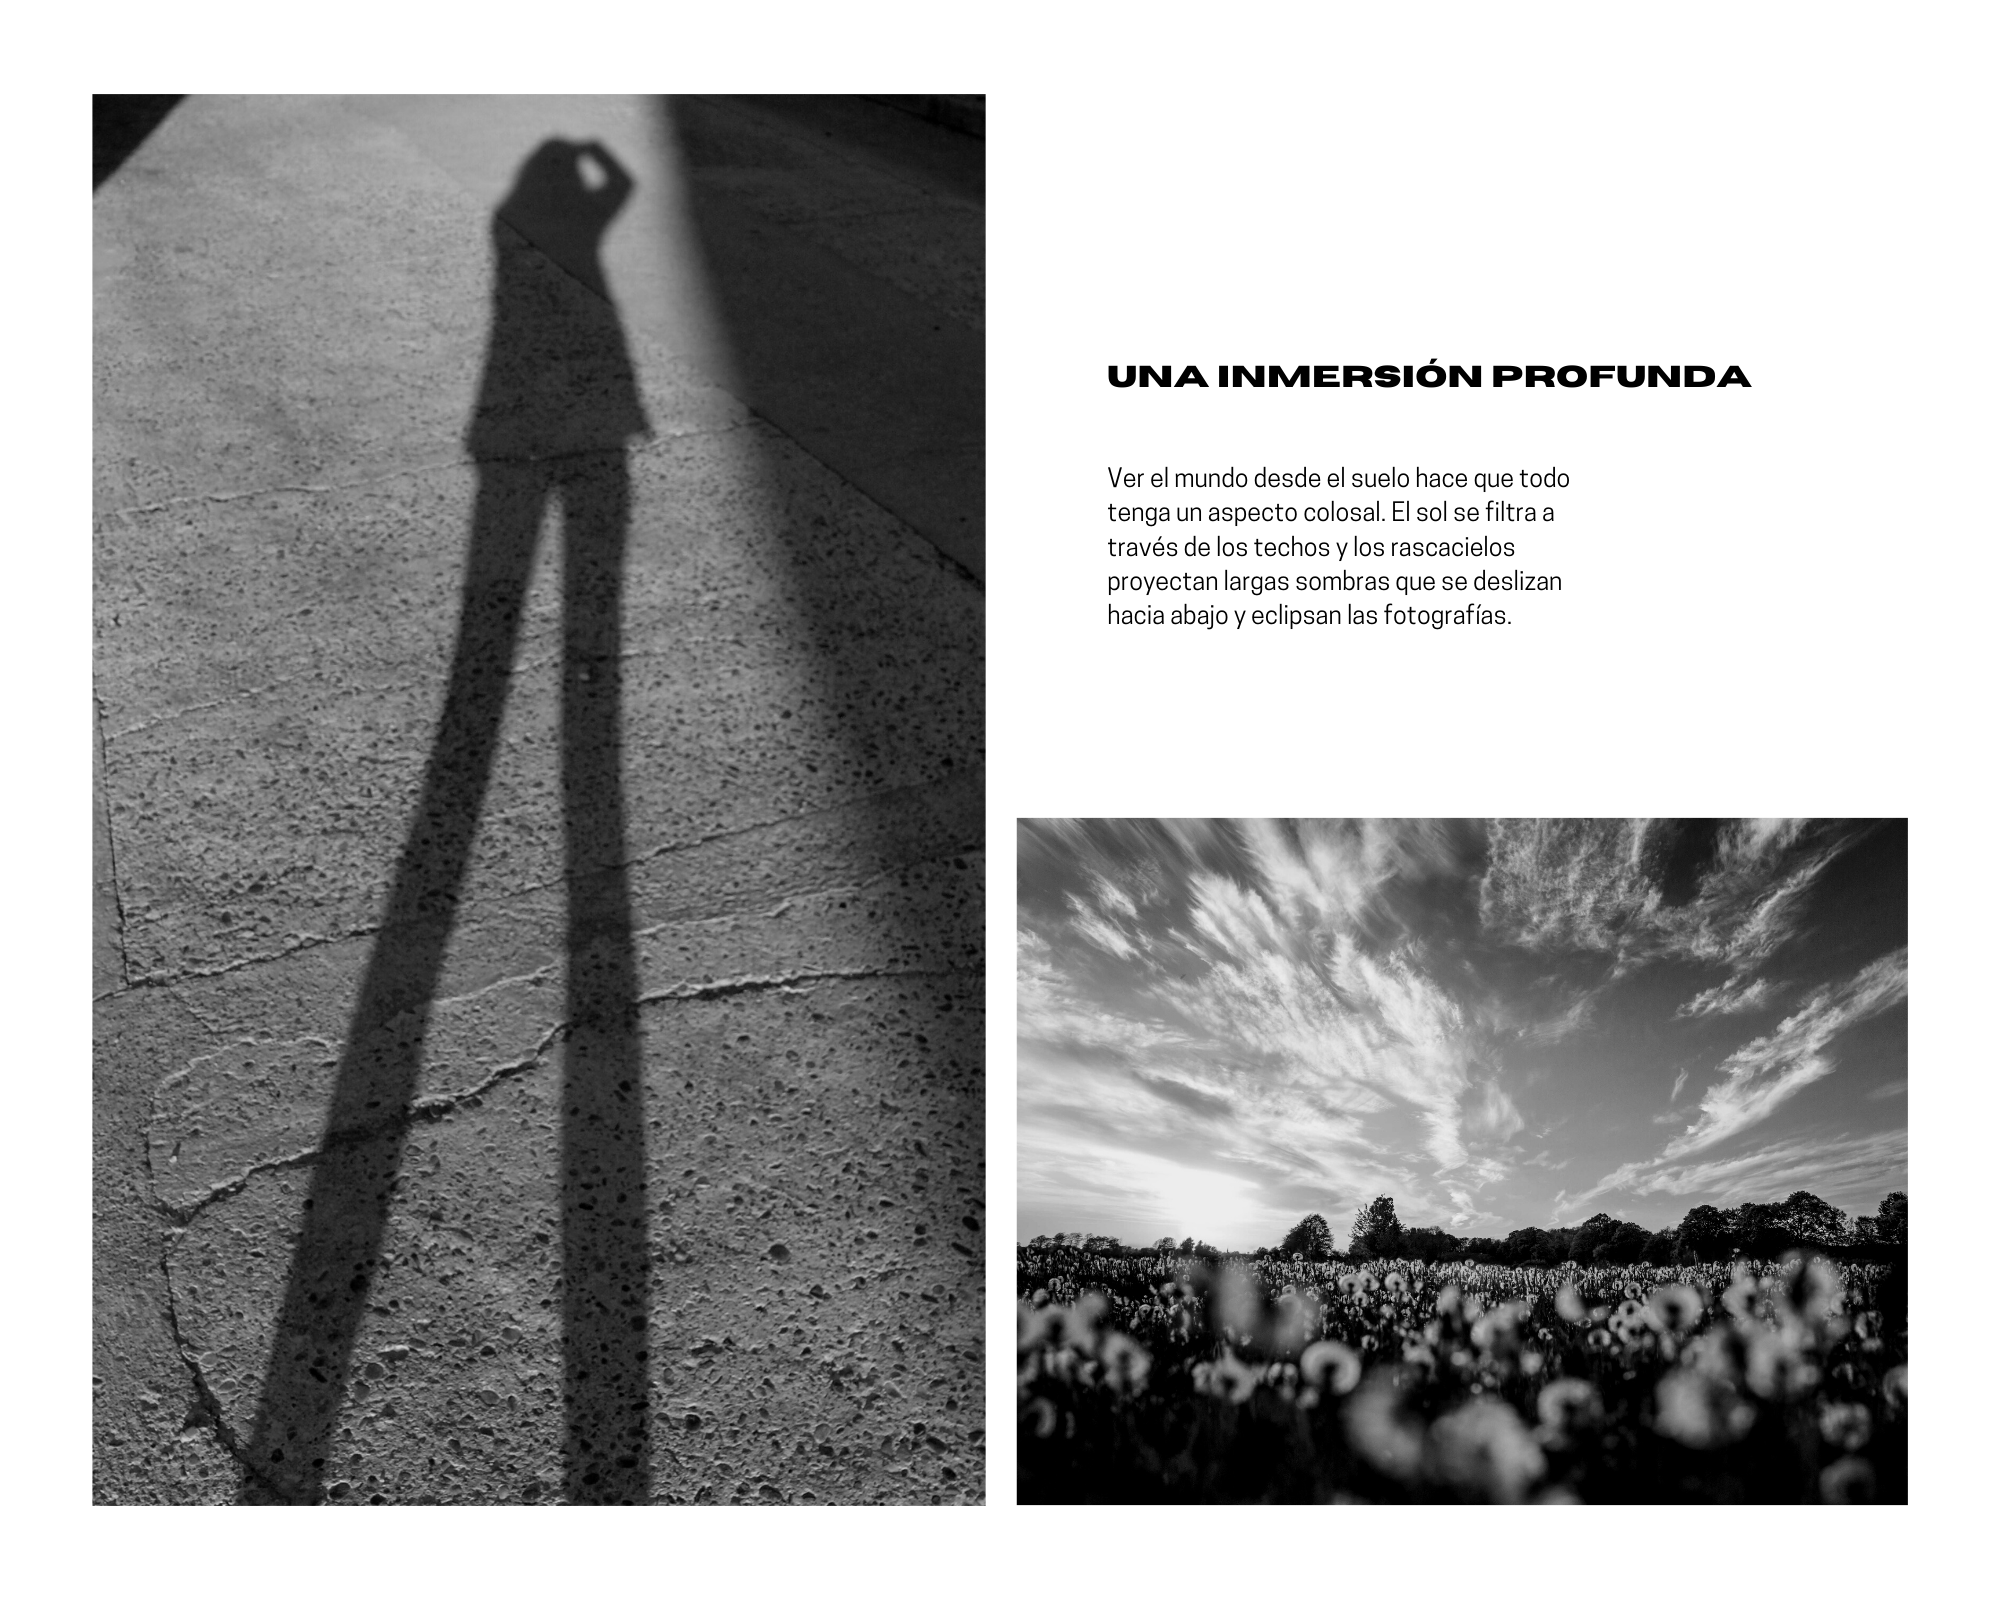 UNA INMERSIÓN PROFUNDA
Ver el mundo desde el suelo hace que todo
tenga un aspecto colosal. El sol se filtra a
través de los techos y los rascacielos
proyectan largas sombras que se deslizan
hacia abajo y eclipsan las fotografías.